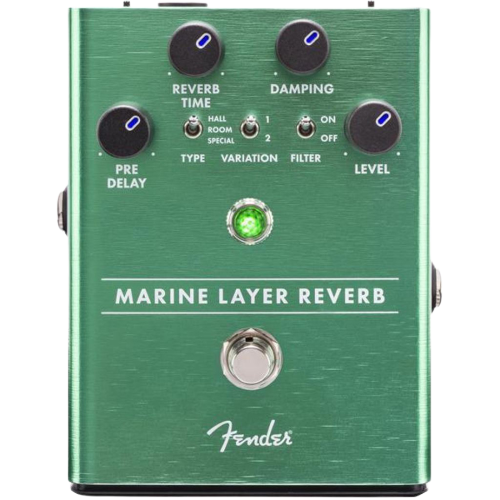 REVERB
TIME
DAMPING
PRE
DELAY
HALL
ROOM
SPECIAL
1
2
ON
OFF
TYPE
VARIATION
FILTER
LEVEL
MARINE LAYER REVERB
Fender